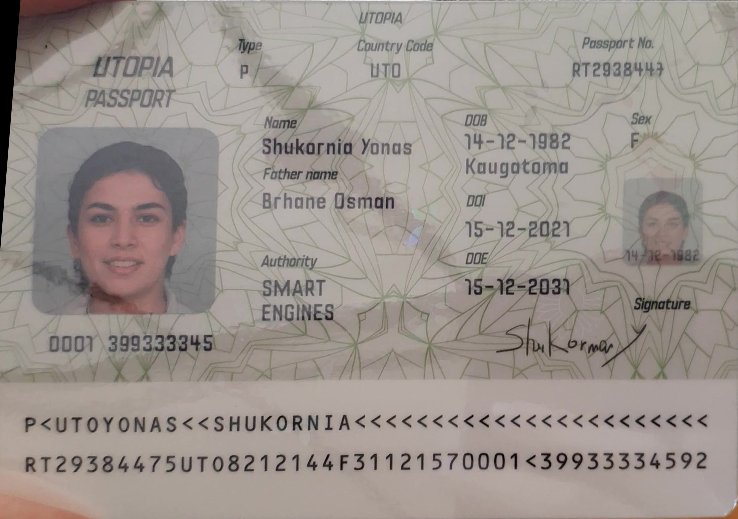 UTOPIA
UTOPIA
PASSPORT
Type
P
Country Code
UTO
Passport No.
RT2938447
Name
Shukornia Yonas
Father name
Brhane Osman
Authority
SMART
ENGINES
DOB
14-12-1982
Kaugotoma
DOI
15-12-2021
DOE
15-12-2031
Sex
F
14-12-1982
Signature
Shukornay
0001 399333345
P<UTOYONAS<<SHUKORNIA<<<<<<<<<<<<<<<<<<<<<<<
RT29384475UTO8212144F31121570001<39933334592